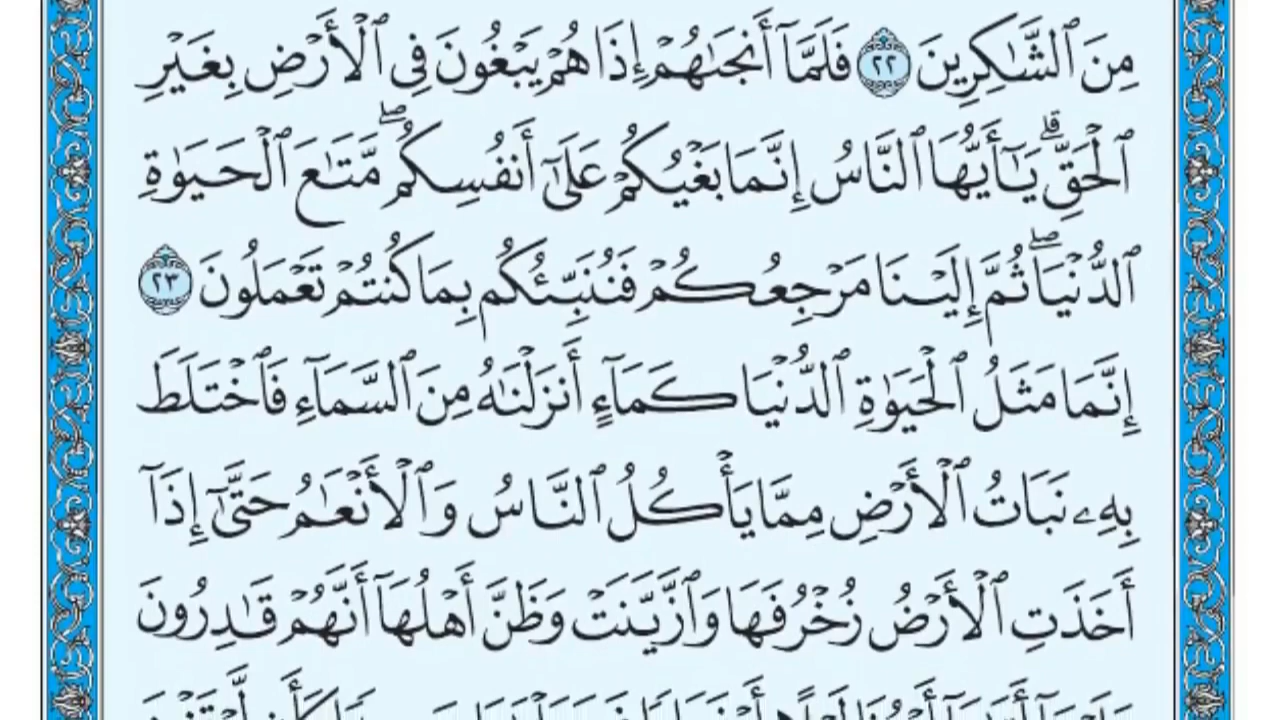 مِنَ ٱلشَّـٰكِرِينَ ٢٢ فَلَمَّآ أَنجَىٰهُمْ إِذَا هُمْ يَبْغُونَ فِى ٱلْأَرْضِ بِغَيْرِ
ٱلْحَقِّ ۗ يَـٰٓأَيُّهَا ٱلنَّاسُ إِنَّمَا بَغْيُكُمْ عَلَىٰٓ أَنفُسِكُم ۖ مَّتَـٰعَ ٱلْحَيَوٰةِ
ٱلدُّنْيَا ۖ ثُمَّ إِلَيْنَا مَرْجِعُكُمْ فَنُنَبِّئُكُم بِمَا كُنتُمْ تَعْمَلُونَ ٢٣
إِنَّمَا مَثَلُ ٱلْحَيَوٰةِ ٱلدُّنْيَا كَمَآءٍ أَنزَلْنَـٰهُ مِنَ ٱلسَّمَآءِ فَٱخْتَلَطَ
بِهِۦ نَبَاتُ ٱلْأَرْضِ مِمَّا يَأْكُلُ ٱلنَّاسُ وَٱلْأَنْعَـٰمُ حَتَّىٰٓ إِذَآ
أَخَذَتِ ٱلْأَرْضُ زُخْرُفَهَا وَٱزَّيَّنَتْ وَظَنَّ أَهْلُهَآ أَنَّهُمْ قَـٰدِرُونَ